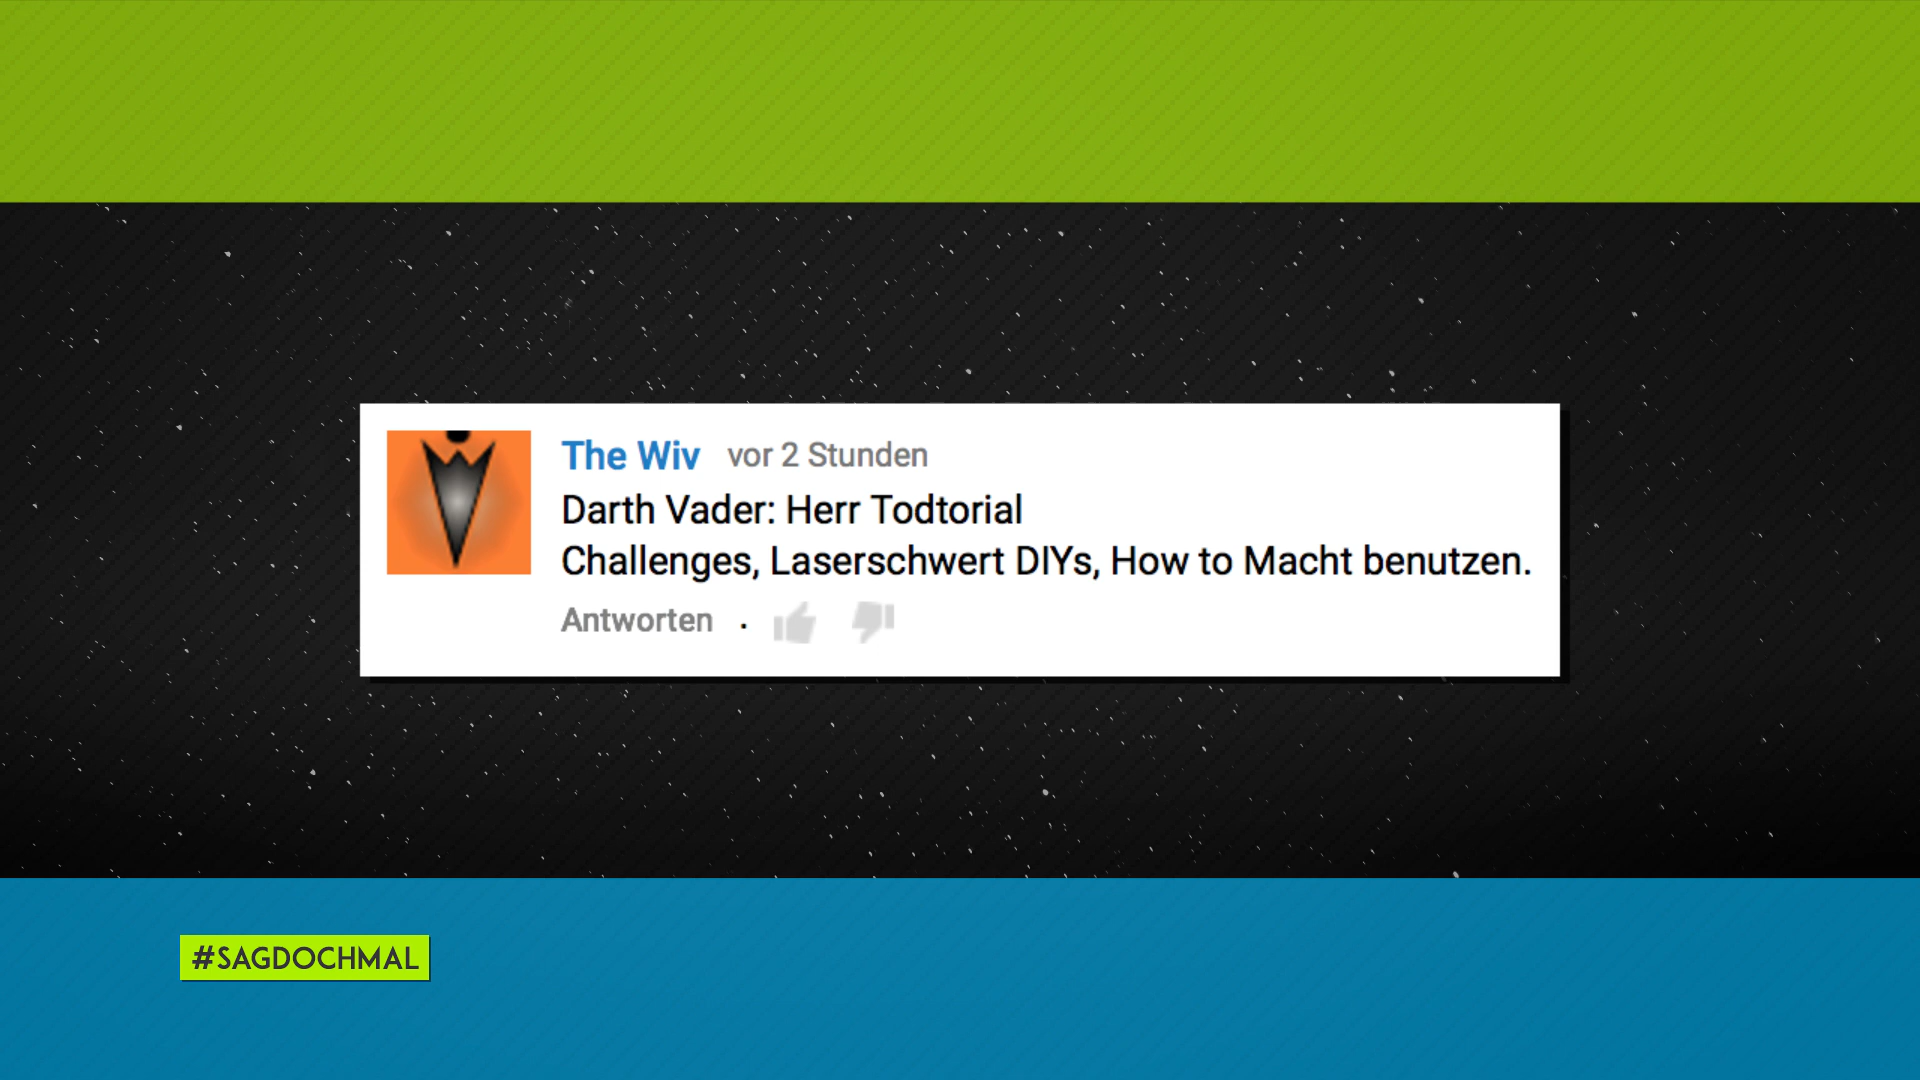 The Wiv vor 2 Stunden
Darth Vader: Herr Todtorial
Challenges, Laserschwert DIYs, How to Macht benutzen.
Antworten ·
#SAGDOCHMAL